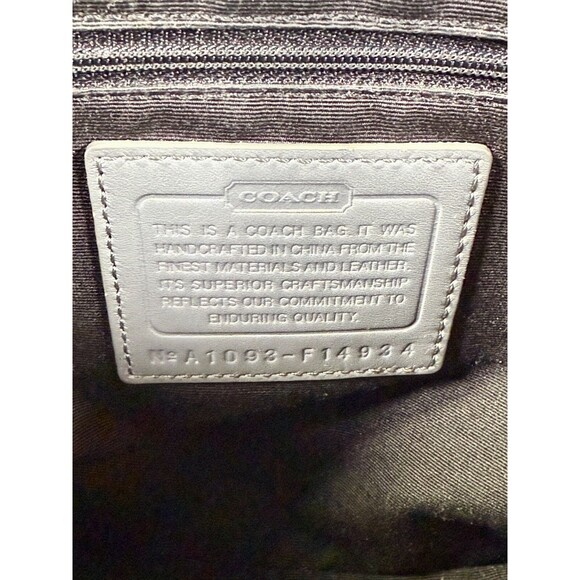 COACH
THIS IS A COACH BAG. IT WAS
HANDCRAFTED IN CHINA FROM THE
FINEST MATERIALS AND LEATHER.
ITS SUPERIOR CRAFTSMANSHIP
REFLECTS OUR COMMITMENT TO
ENDURING QUALITY.
Nº A1093-F14934